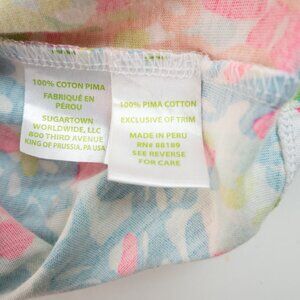 100% COTON PIMA
FABRIQUÉ EN
PÉROU
SUGARTOWN
WORLDWIDE, LLC
800 THIRD AVENUE
KING OF PRUSSIA, PA USA
100% PIMA COTTON
EXCLUSIVE OF TRIM
MADE IN PERU
RN# 88189
SEE REVERSE
FOR CARE